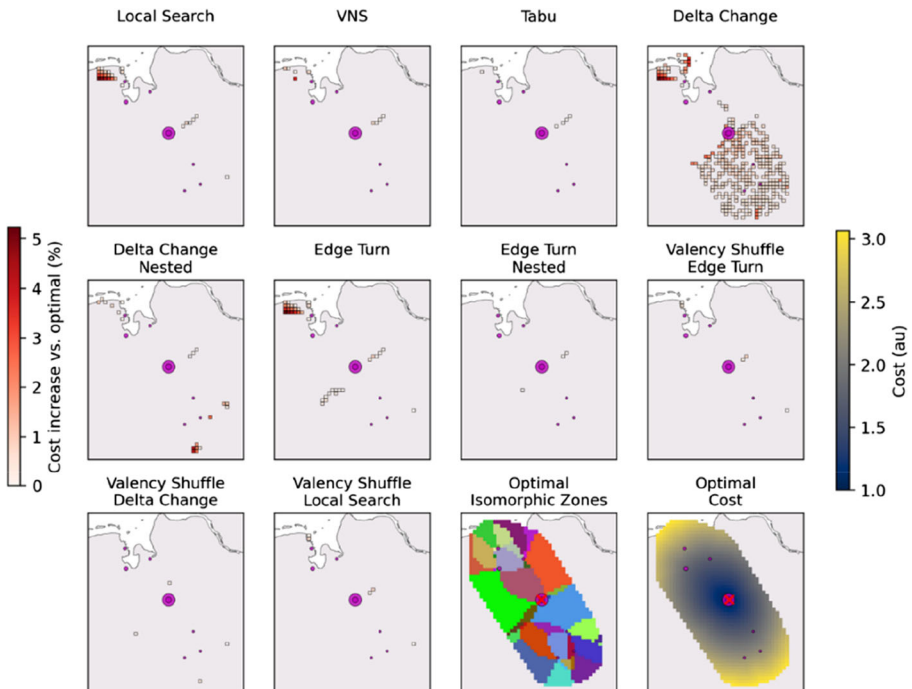 Local Search
VNS
Tabu
Delta Change
Delta Change
Nested
Edge Turn
Edge Turn
Nested
Valency Shuffle
Edge Turn
Valency Shuffle
Delta Change
Valency Shuffle
Local Search
Optimal
Isomorphic Zones
Optimal
Cost
Cost increase vs. optimal (%)
5
4
3
2
1
0
Cost (au)
3.0
2.5
2.0
1.5
1.0